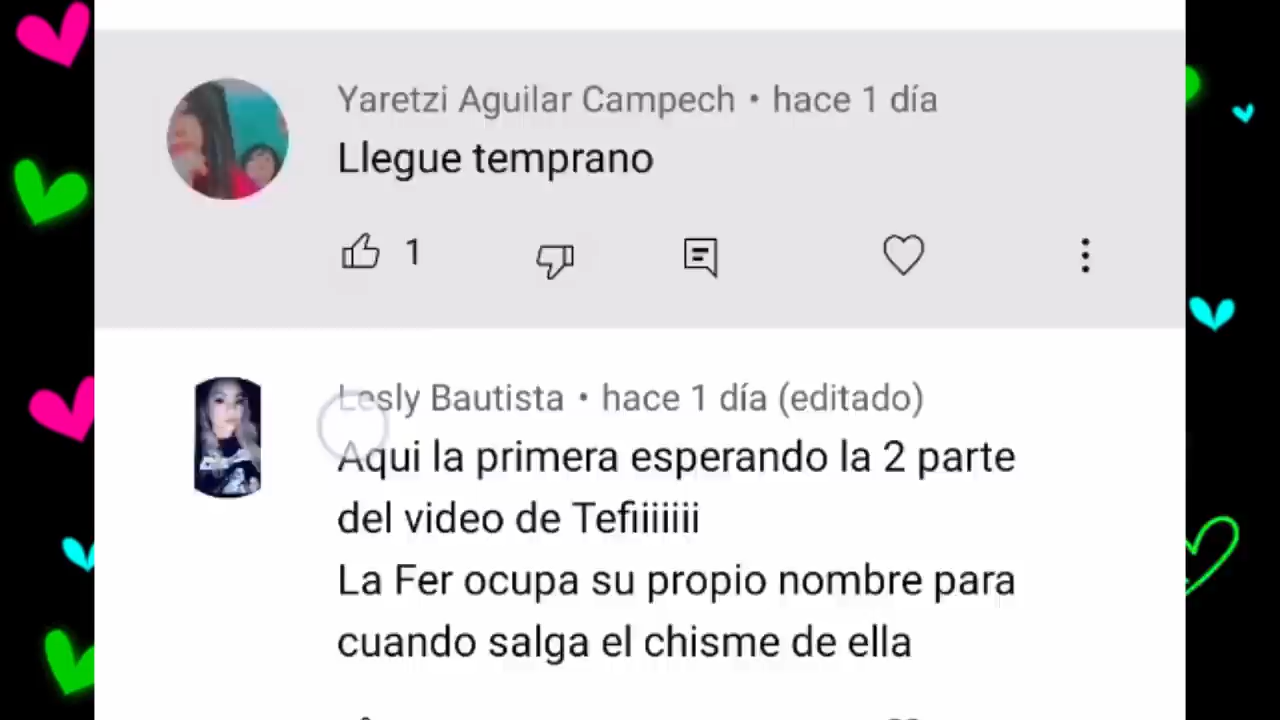 Yaretzi Aguilar Campech • hace 1 día
Llegue temprano
1
Lesly Bautista • hace 1 día (editado)
Aqui la primera esperando la 2 parte
del video de Tefiiiiiii
La Fer ocupa su propio nombre para
cuando salga el chisme de ella